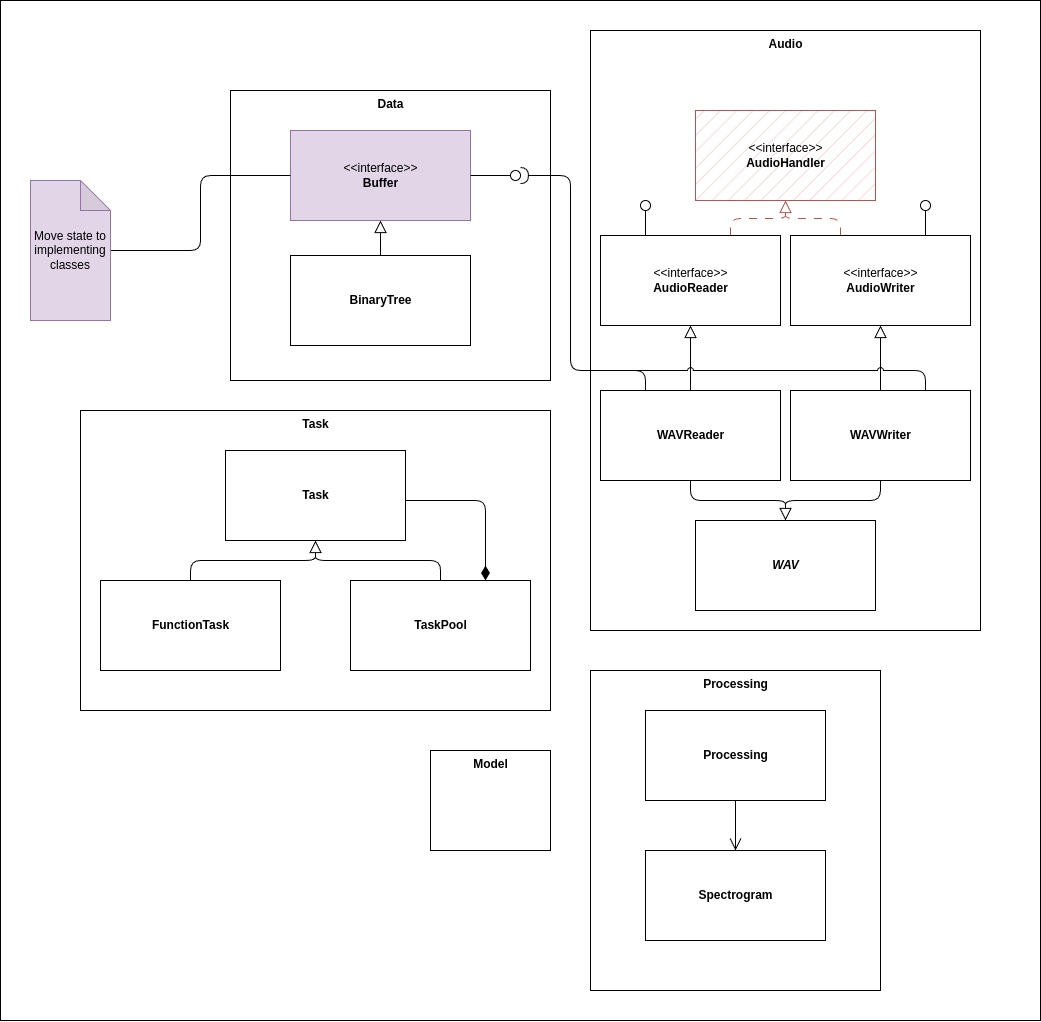 Audio
Data
<<interface>>
AudioHandler
<<interface>>
Buffer
Move state to
implementing
classes
<<interface>>
AudioReader
<<interface>>
AudioWriter
BinaryTree
Task
WAVReader
WAVWriter
Task
WAV
FunctionTask
TaskPool
Processing
Processing
Model
Spectrogram